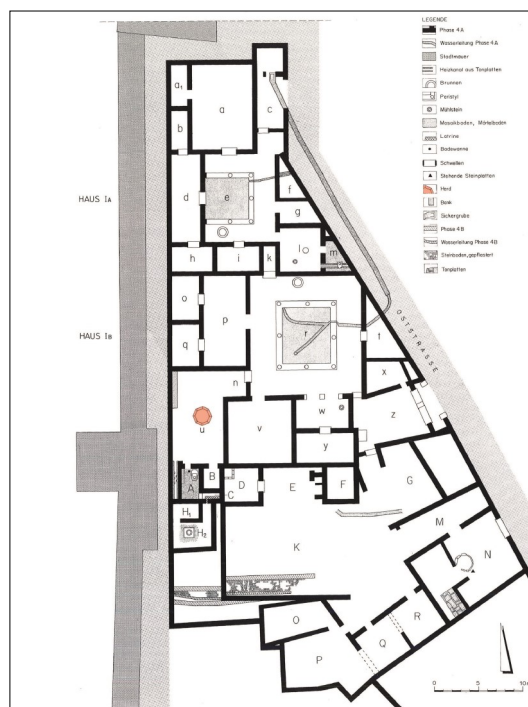 LEGENDE
Phase 4A
Wasserleitung Phase 4A
Stadtmauer
Heizkanal aus Tonplatten
Brunnen
Peristyl
Mühlstein
Mosaikboden, Mörtelboden
Latrine
Badewanne
Schwellen
Stehende Steinplatten
Herd
Bank
Sickergrube
Phase 4B
Wasserleitung Phase 4B
Steinboden, gepflastert
Tonplatten
HAUS IA
HAUS IB
OSTSTRASSE
a1
a
b
c
d
e
f
g
h
i
k
l
m
o
p
q
r
t
n
x
u
v
w
y
z
A
B
C
D
E
F
G
H1
H2
K
M
N
O
P
Q
R
0 5 10